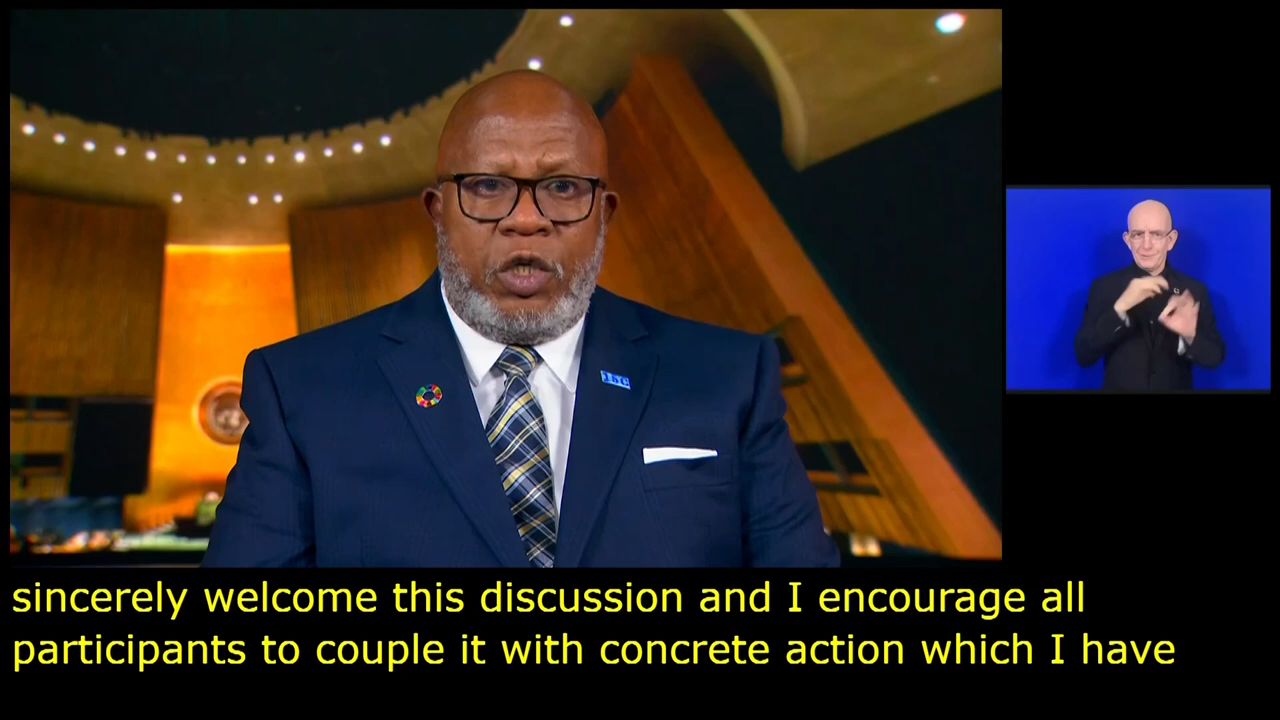 sincerely welcome this discussion and I encourage all
participants to couple it with concrete action which I have